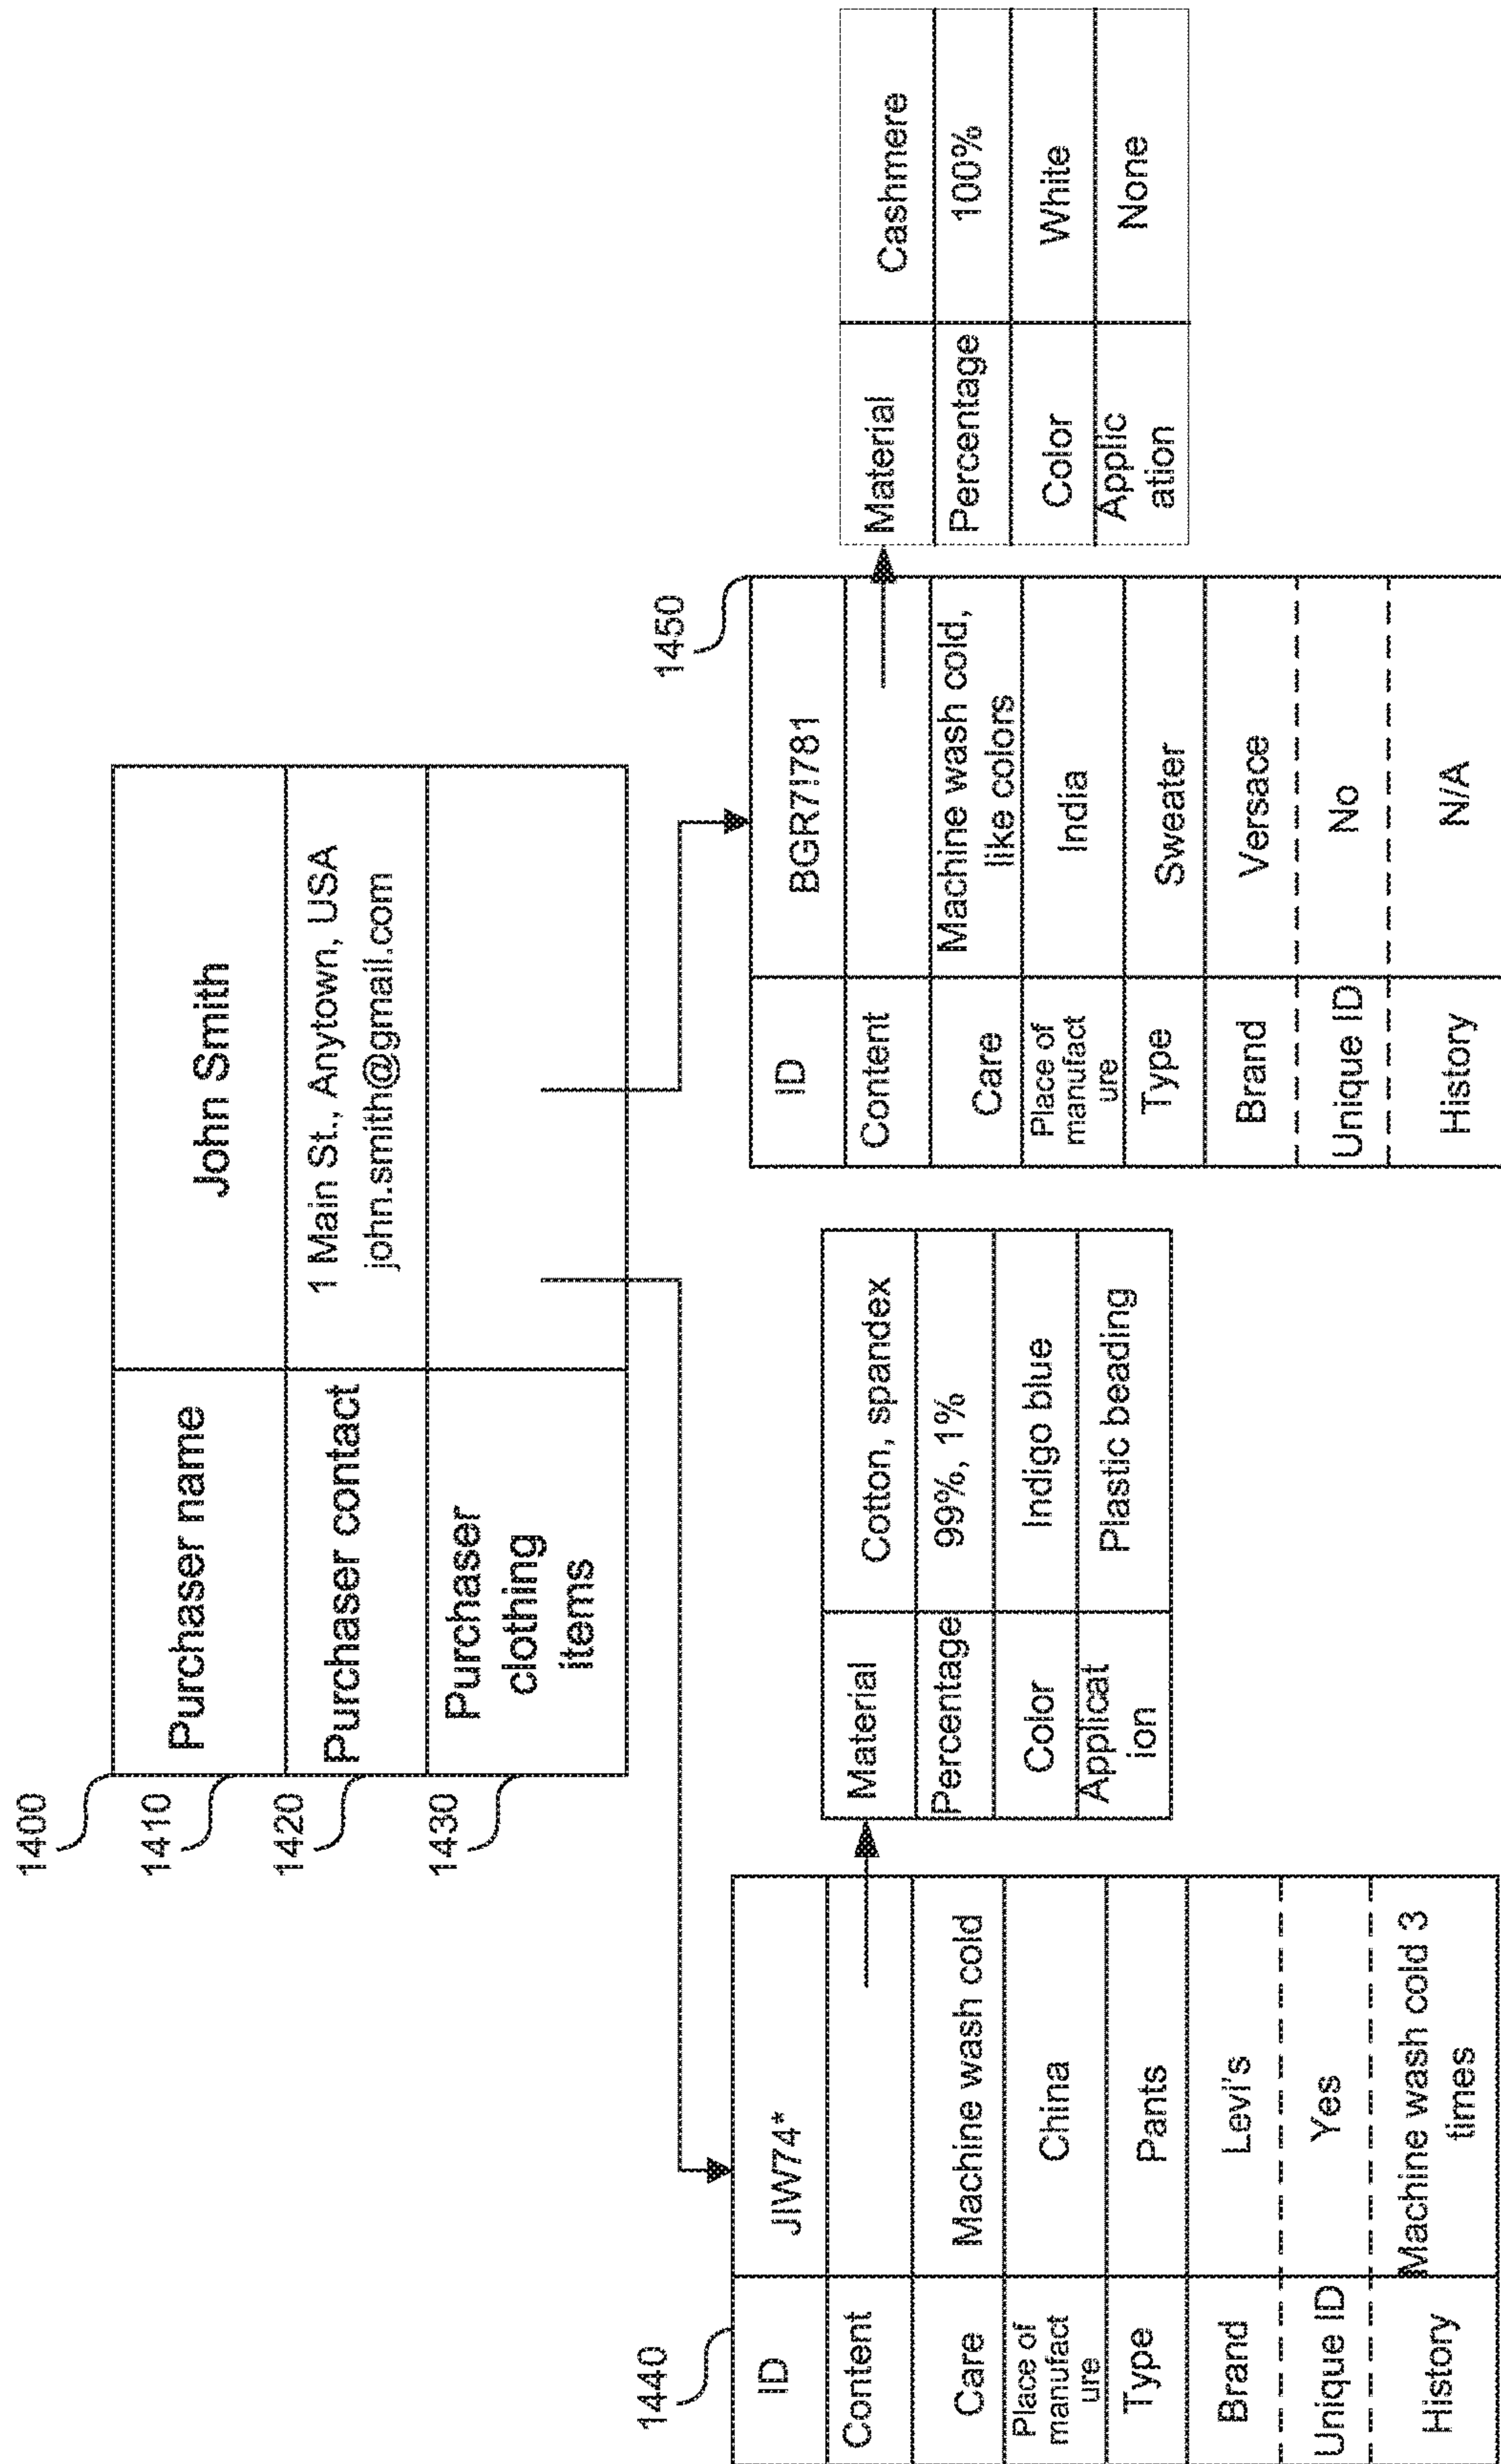 1400
1410
Purchaser name
John Smith
1420
Purchaser contact
1 Main St., Anytown, USA
john.smith@gmail.com
1430
Purchaser
clothing
items
1440
ID
JIW74*
Content
Care
Machine wash cold
Place of
manufact
ure
China
Type
Pants
Brand
Levi's
Unique ID
Yes
History
Machine wash cold 3
times
Material
Cotton, spandex
Percentage
99%, 1%
Color
Indigo blue
Applicat
ion
Plastic beading
1450
ID
BGR7!781
Content
Care
Machine wash cold,
like colors
Place of
manufact
ure
India
Type
Sweater
Brand
Versace
Unique ID
No
History
N/A
Material
Cashmere
Percentage
100%
Color
White
Applic
ation
None